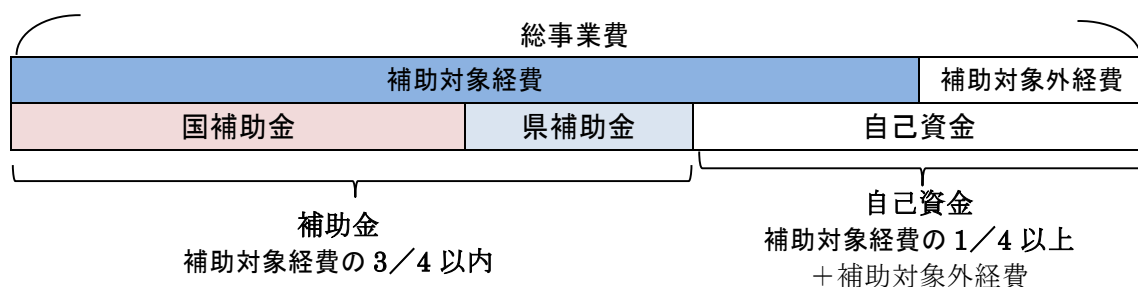 総事業費
補助対象経費 補助対象外経費
国補助金 県補助金 自己資金
補助金
補助対象経費の 3／4 以内
自己資金
補助対象経費の 1／4 以上
＋補助対象外経費